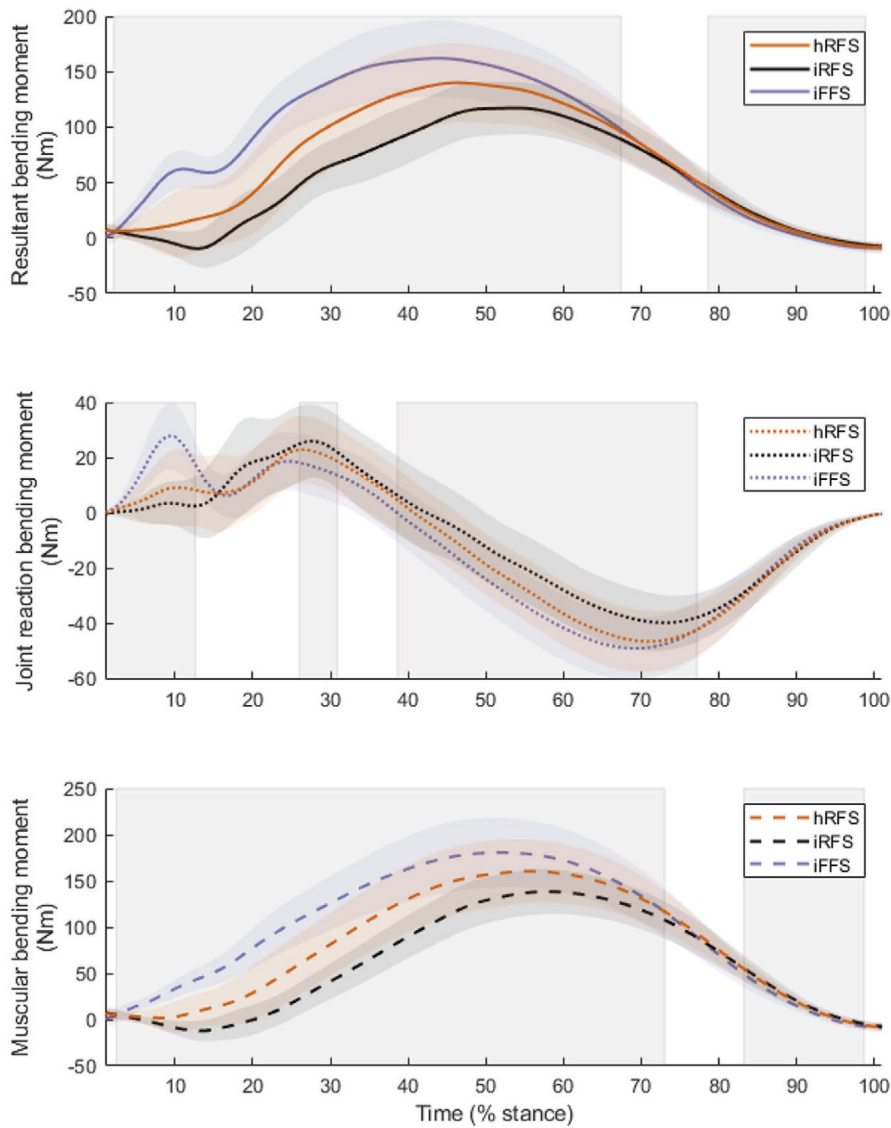 Resultant bending moment
(Nm)
200
150
100
50
0
-50
10 20 30 40 50 60 70 80 90 100
hRFS
iRFS
iFFS
Joint reaction bending moment
(Nm)
40
20
0
-20
-40
-60
10 20 30 40 50 60 70 80 90 100
hRFS
iRFS
iFFS
Muscular bending moment
(Nm)
250
200
150
100
50
0
-50
10 20 30 40 50 60 70 80 90 100
hRFS
iRFS
iFFS
Time (% stance)